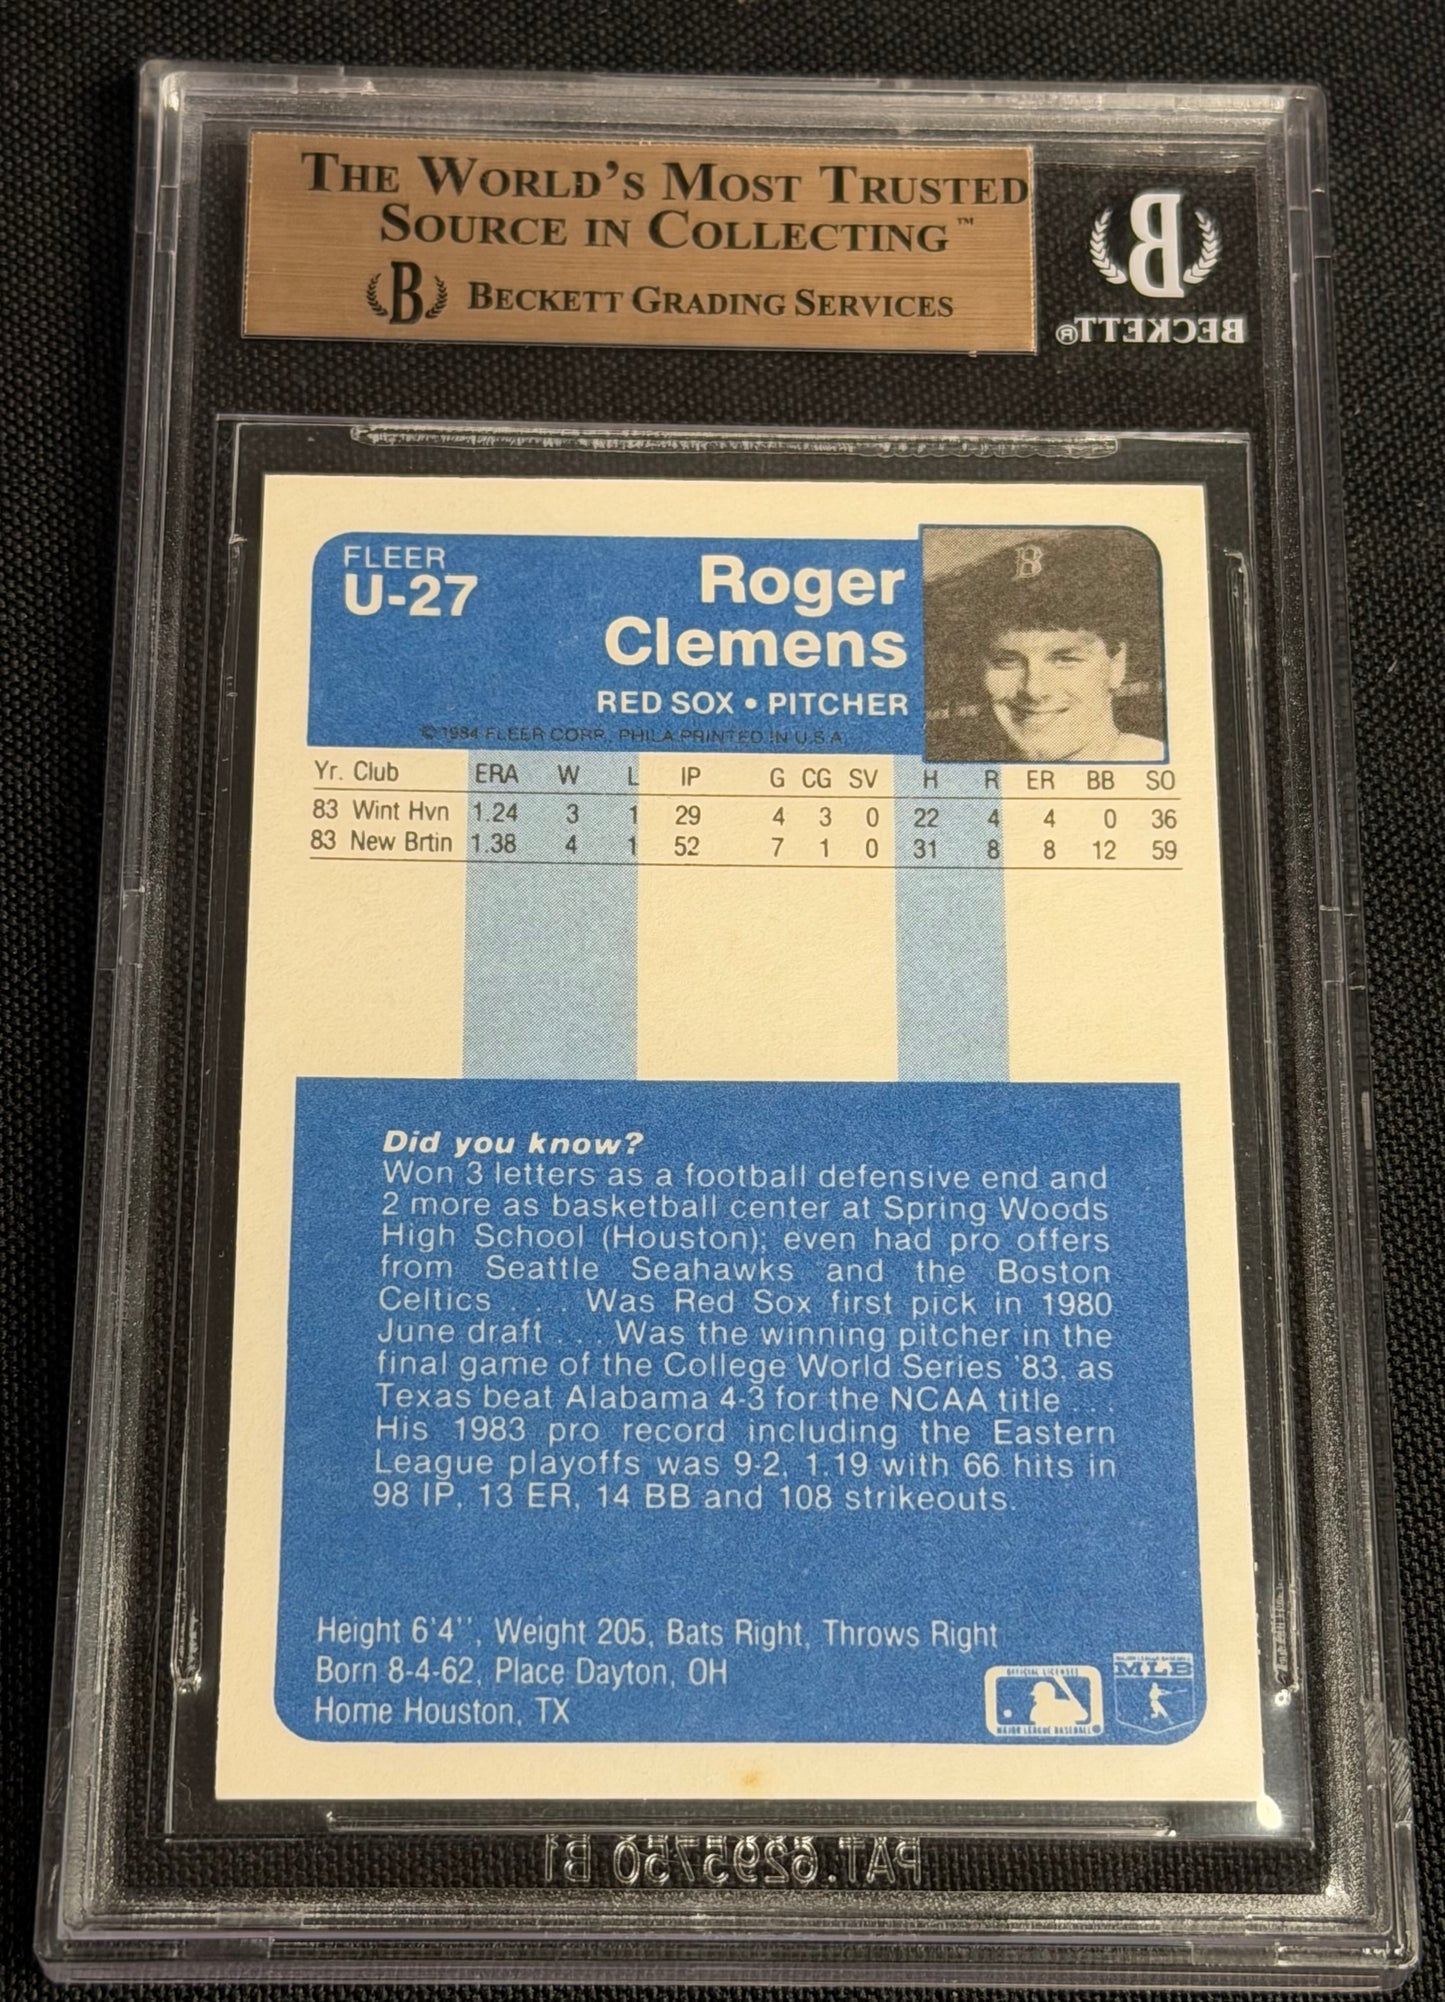 THE WORLD'S MOST TRUSTED
SOURCE IN COLLECTING™
B BECKETT GRADING SERVICES
B
BECKETT®
FLEER
U-27
Roger
Clemens
RED SOX • PITCHER
© 1984 FLEER CORP. PHILA PRINTED IN U.S.A.
B
Yr. Club ERA W L IP G CG SV H R ER BB SO
83 Wint Hvn 1.24 3 1 29 4 3 0 22 4 4 0 36
83 New Brtin 1.38 4 1 52 7 1 0 31 8 8 12 59
Did you know?
Won 3 letters as a football defensive end and
2 more as basketball center at Spring Woods
High School (Houston); even had pro offers
from Seattle Seahawks and the Boston
Celtics . . . . Was Red Sox first pick in 1980
June draft . . . Was the winning pitcher in the
final game of the College World Series '83, as
Texas beat Alabama 4-3 for the NCAA title . . .
His 1983 pro record including the Eastern
League playoffs was 9-2, 1.19 with 66 hits in
98 IP, 13 ER, 14 BB and 108 strikeouts.
Height 6'4'', Weight 205, Bats Right, Throws Right
Born 8-4-62, Place Dayton, OH
Home Houston, TX
OFFICIAL LICENSEE
MAJOR LEAGUE BASEBALL®
MAJOR LEAGUE BASEBALL
MLB
PAT. 6293750 B1